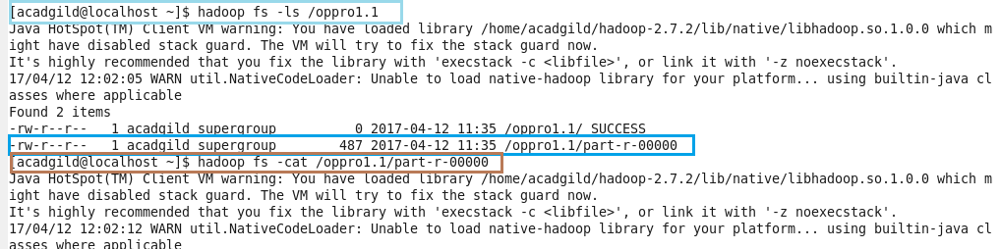 [acadgild@localhost ~]$ hadoop fs -ls /oppro1.1
Java HotSpot(TM) Client VM warning: You have loaded library /home/acadgild/hadoop-2.7.2/lib/native/libhadoop.so.1.0.0 which m
ight have disabled stack guard. The VM will try to fix the stack guard now.
It's highly recommended that you fix the library with 'execstack -c <libfile>', or link it with '-z noexecstack'.
17/04/12 12:02:05 WARN util.NativeCodeLoader: Unable to load native-hadoop library for your platform... using builtin-java cl
asses where applicable
Found 2 items
-rw-r--r--   1 acadgild supergroup          0 2017-04-12 11:35 /oppro1.1/_SUCCESS
-rw-r--r--   1 acadgild supergroup        487 2017-04-12 11:35 /oppro1.1/part-r-00000
[acadgild@localhost ~]$ hadoop fs -cat /oppro1.1/part-r-00000
Java HotSpot(TM) Client VM warning: You have loaded library /home/acadgild/hadoop-2.7.2/lib/native/libhadoop.so.1.0.0 which m
ight have disabled stack guard. The VM will try to fix the stack guard now.
It's highly recommended that you fix the library with 'execstack -c <libfile>', or link it with '-z noexecstack'.
17/04/12 12:02:12 WARN util.NativeCodeLoader: Unable to load native-hadoop library for your platform... using builtin-java cl
asses where applicable